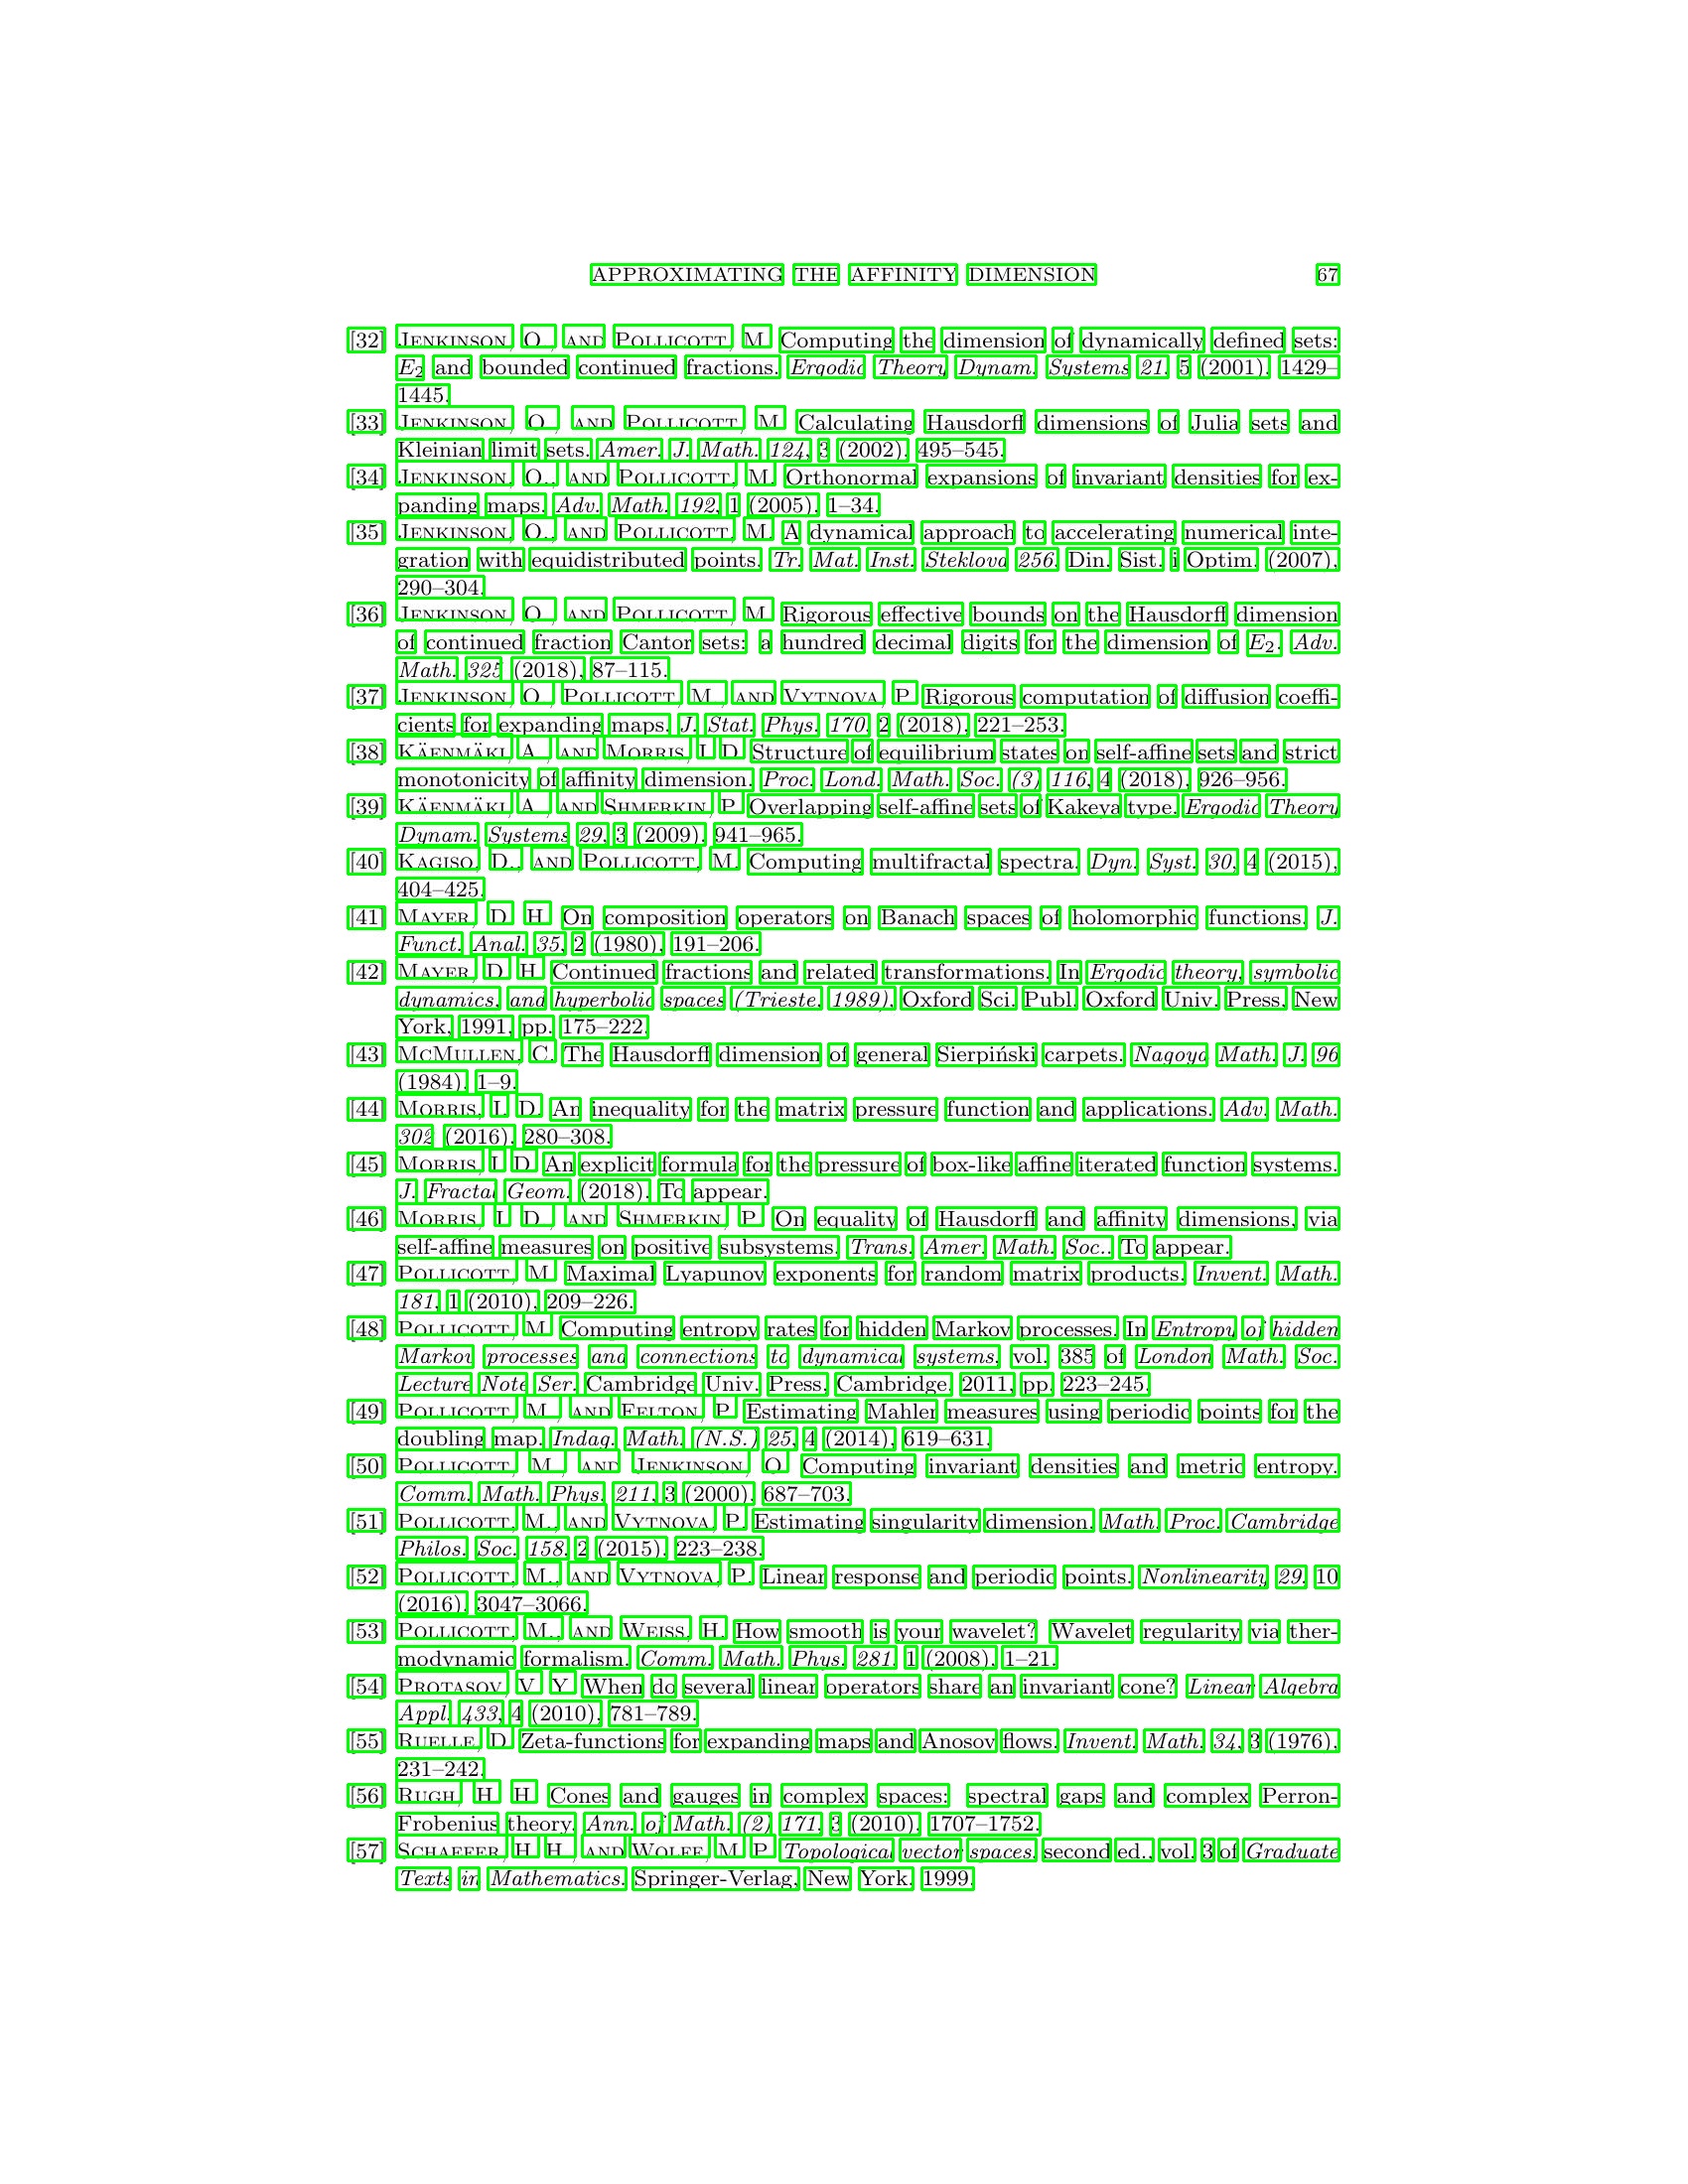 APPROXIMATING THE AFFINITY DIMENSION 67
[32] Jenkinson, O., and Pollicott, M. Computing the dimension of dynamically defined sets:
E₂ and bounded continued fractions. Ergodic Theory Dynam. Systems 21, 5 (2001), 1429–
1445.
[33] Jenkinson, O., and Pollicott, M. Calculating Hausdorff dimensions of Julia sets and
Kleinian limit sets. Amer. J. Math. 124, 3 (2002), 495–545.
[34] Jenkinson, O., and Pollicott, M. Orthonormal expansions of invariant densities for ex-
panding maps. Adv. Math. 192, 1 (2005), 1–34.
[35] Jenkinson, O., and Pollicott, M. A dynamical approach to accelerating numerical inte-
gration with equidistributed points. Tr. Mat. Inst. Steklova 256, Din. Sist. i Optim. (2007),
290–304.
[36] Jenkinson, O., and Pollicott, M. Rigorous effective bounds on the Hausdorff dimension
of continued fraction Cantor sets: a hundred decimal digits for the dimension of E₂. Adv.
Math. 325 (2018), 87–115.
[37] Jenkinson, O., Pollicott, M., and Vytnova, P. Rigorous computation of diffusion coeffi-
cients for expanding maps. J. Stat. Phys. 170, 2 (2018), 221–253.
[38] Käenmäki, A., and Morris, I. D. Structure of equilibrium states on self-affine sets and strict
monotonicity of affinity dimension. Proc. Lond. Math. Soc. (3) 116, 4 (2018), 926–956.
[39] Käenmäki, A., and Shmerkin, P. Overlapping self-affine sets of Kakeya type. Ergodic Theory
Dynam. Systems 29, 3 (2009), 941–965.
[40] Kagiso, D., and Pollicott, M. Computing multifractal spectra. Dyn. Syst. 30, 4 (2015),
404–425.
[41] Mayer, D. H. On composition operators on Banach spaces of holomorphic functions. J.
Funct. Anal. 35, 2 (1980), 191–206.
[42] Mayer, D. H. Continued fractions and related transformations. In Ergodic theory, symbolic
dynamics, and hyperbolic spaces (Trieste, 1989), Oxford Sci. Publ. Oxford Univ. Press, New
York, 1991, pp. 175–222.
[43] McMullen, C. The Hausdorff dimension of general Sierpiński carpets. Nagoya Math. J. 96
(1984), 1–9.
[44] Morris, I. D. An inequality for the matrix pressure function and applications. Adv. Math.
302 (2016), 280–308.
[45] Morris, I. D. An explicit formula for the pressure of box-like affine iterated function systems.
J. Fractal Geom. (2018). To appear.
[46] Morris, I. D., and Shmerkin, P. On equality of Hausdorff and affinity dimensions, via
self-affine measures on positive subsystems. Trans. Amer. Math. Soc.. To appear.
[47] Pollicott, M. Maximal Lyapunov exponents for random matrix products. Invent. Math.
181, 1 (2010), 209–226.
[48] Pollicott, M. Computing entropy rates for hidden Markov processes. In Entropy of hidden
Markov processes and connections to dynamical systems, vol. 385 of London Math. Soc.
Lecture Note Ser. Cambridge Univ. Press, Cambridge, 2011, pp. 223–245.
[49] Pollicott, M., and Felton, P. Estimating Mahler measures using periodic points for the
doubling map. Indag. Math. (N.S.) 25, 4 (2014), 619–631.
[50] Pollicott, M., and Jenkinson, O. Computing invariant densities and metric entropy.
Comm. Math. Phys. 211, 3 (2000), 687–703.
[51] Pollicott, M., and Vytnova, P. Estimating singularity dimension. Math. Proc. Cambridge
Philos. Soc. 158, 2 (2015), 223–238.
[52] Pollicott, M., and Vytnova, P. Linear response and periodic points. Nonlinearity 29, 10
(2016), 3047–3066.
[53] Pollicott, M., and Weiss, H. How smooth is your wavelet? Wavelet regularity via ther-
modynamic formalism. Comm. Math. Phys. 281, 1 (2008), 1–21.
[54] Protasov, V. Y. When do several linear operators share an invariant cone? Linear Algebra
Appl. 433, 4 (2010), 781–789.
[55] Ruelle, D. Zeta-functions for expanding maps and Anosov flows. Invent. Math. 34, 3 (1976),
231–242.
[56] Rugh, H. H. Cones and gauges in complex spaces: spectral gaps and complex Perron-
Frobenius theory. Ann. of Math. (2) 171, 3 (2010), 1707–1752.
[57] Schaefer, H. H., and Wolff, M. P. Topological vector spaces, second ed., vol. 3 of Graduate
Texts in Mathematics. Springer-Verlag, New York, 1999.